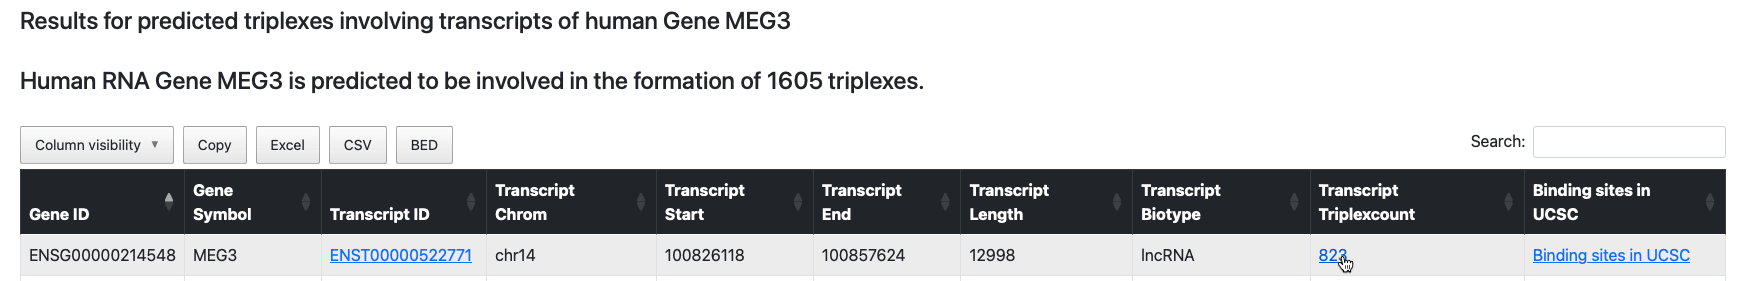 Results for predicted triplexes involving transcripts of human Gene MEG3
Human RNA Gene MEG3 is predicted to be involved in the formation of 1605 triplexes.
Column visibility ▼ Copy Excel CSV BED Search:
Gene ID Gene Symbol Transcript ID Transcript Chrom Transcript Start Transcript End Transcript Length Transcript Biotype Transcript Triplexcount Binding sites in UCSC
ENSG00000214548 MEG3 ENST00000522771 chr14 100826118 100857624 12998 lncRNA Binding sites in UCSC